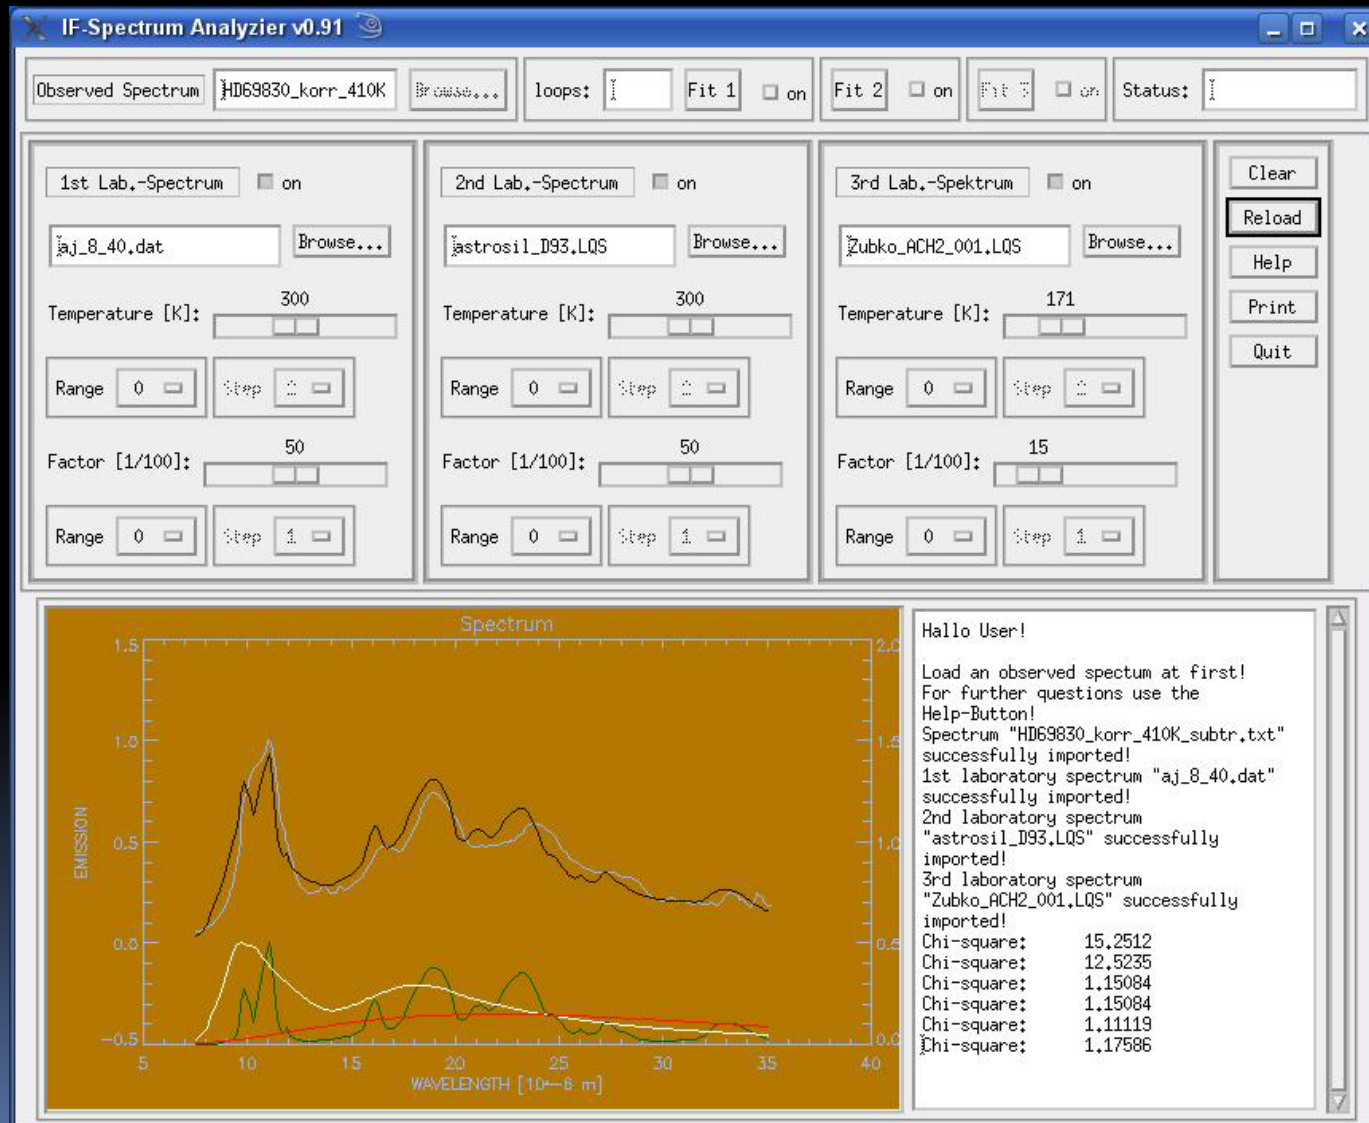 IF-Spectrum Analyzier v0.91
Observed Spectrum HD69830_korr_410K Browse... loops: Fit 1 on Fit 2 on Fit 3 on Status:
1st Lab.-Spectrum on
aj_8_40.dat Browse...
Temperature [K]: 300
Range 0 Step 2
Factor [1/100]: 50
Range 0 Step 1
2nd Lab.-Spectrum on
astrosil_D93.LQS Browse...
Temperature [K]: 300
Range 0 Step 2
Factor [1/100]: 50
Range 0 Step 1
3rd Lab.-Spektrum on
Zubko_ACH2_001.LQS Browse...
Temperature [K]: 171
Range 0 Step 2
Factor [1/100]: 15
Range 0 Step 1
Clear
Reload
Help
Print
Quit
Spectrum
1.5
1.0
0.5
0.0
-0.5
EMISSION
2.0
1.5
1.0
0.5
0.0
5 10 15 20 25 30 35 40
WAVELENGTH [10^-6 m]
Hallo User!
Load an observed spectum at first!
For further questions use the
Help-Button!
Spectrum "HD69830_korr_410K_subtr.txt"
successfully imported!
1st laboratory spectrum "aj_8_40.dat"
successfully imported!
2nd laboratory spectrum
"astrosil_D93.LQS" successfully
imported!
3rd laboratory spectrum
"Zubko_ACH2_001.LQS" successfully
imported!
Chi-square: 15.2512
Chi-square: 12.5235
Chi-square: 1.15084
Chi-square: 1.15084
Chi-square: 1.11119
Chi-square: 1.17586